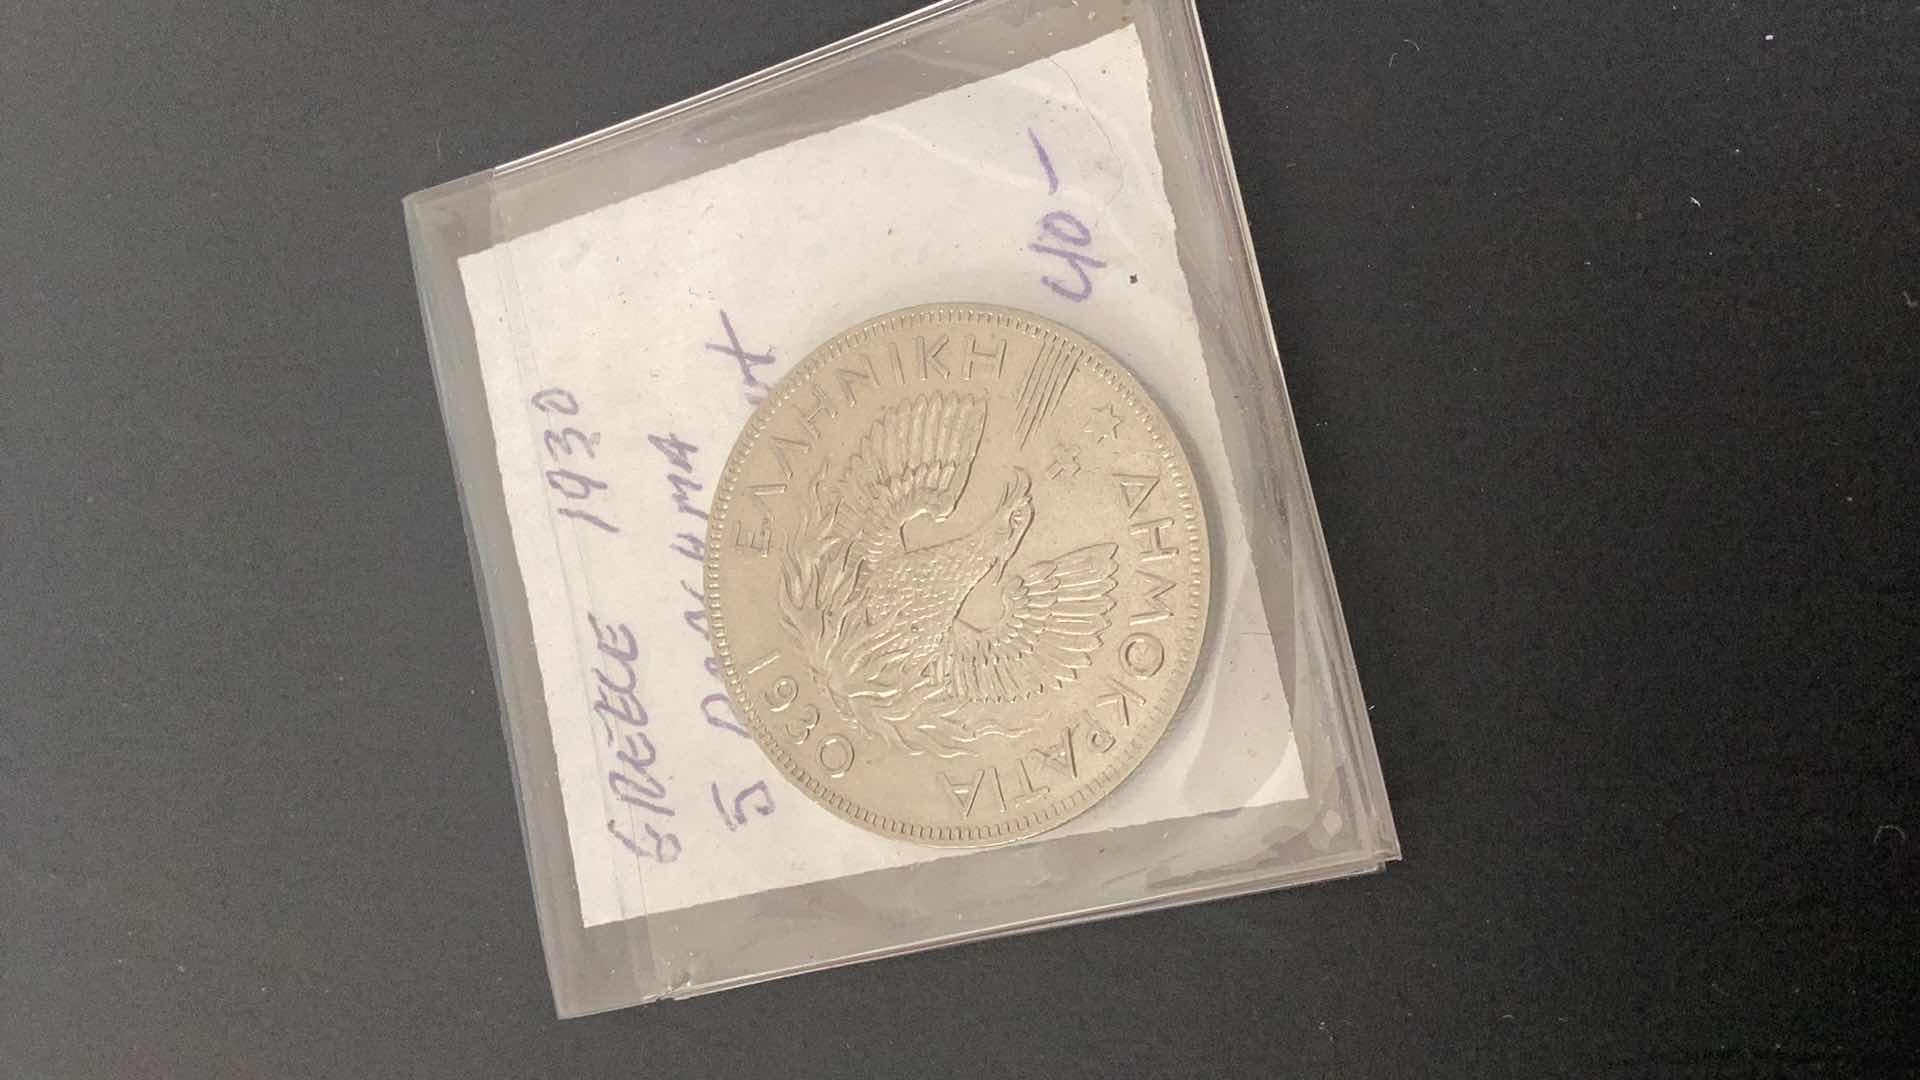 GREECE 1930
5 DRACHMA
40-
ΕΛΛΗΝΙΚΗ ΔΗΜΟΚΡΑΤΙΑ
1930